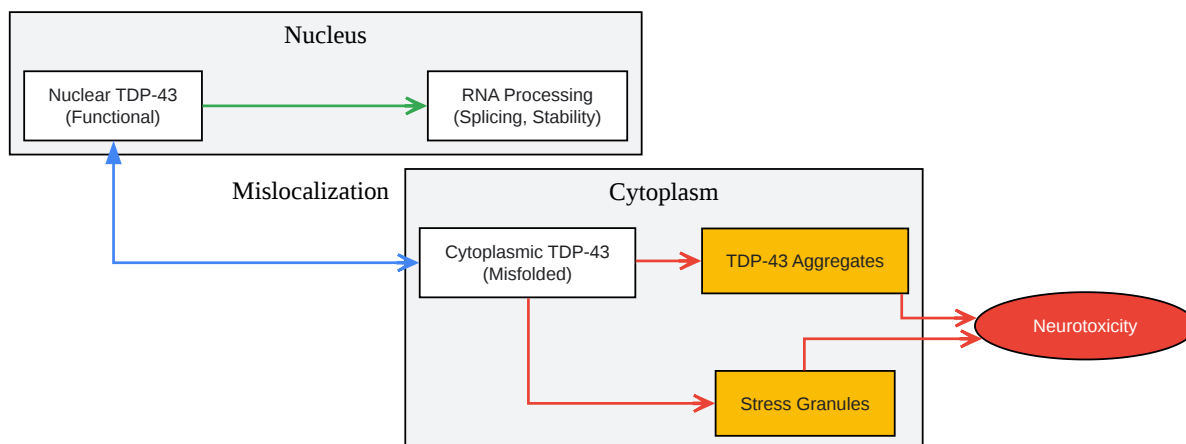 Nucleus
Nuclear TDP-43
(Functional)
RNA Processing
(Splicing, Stability)
Mislocalization
Cytoplasm
Cytoplasmic TDP-43
(Misfolded)
TDP-43 Aggregates
Neurotoxicity
Stress Granules